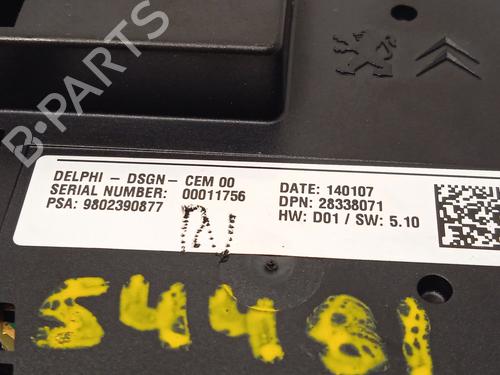 B-PARTS
DELPHI - DSGN - CEM 00
SERIAL NUMBER: 00011756
PSA: 9802390877
DATE: 140107
DPN: 28338071
HW: D01 / SW: 5.10
54481